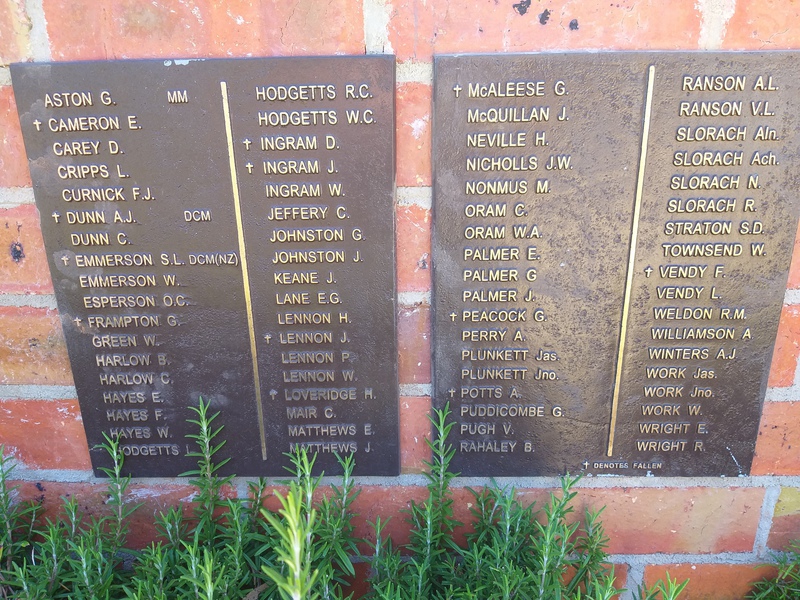 ASTON G. MM
† CAMERON E.
CAREY D.
CRIPPS L.
CURNICK F.J.
† DUNN A.J. DCM
DUNN C.
† EMMERSON S.L. DCM(NZ)
EMMERSON W.
ESPERSON O.C.
† FRAMPTON G.
GREEN W.
HARLOW B.
HARLOW C.
HAYES E.
HAYES F.
HAYES W.
HODGETTS
HODGETTS R.C.
HODGETTS W.C.
† INGRAM D.
† INGRAM J.
INGRAM W.
JEFFERY C.
JOHNSTON G.
JOHNSTON J.
KEANE J.
LANE E.G.
LENNON H.
† LENNON J.
LENNON P.
LENNON W.
† LOVERIDGE H.
MAIR C.
MATTHEWS E.
MATTHEWS J.
† McALEESE G.
McQUILLAN J.
NEVILLE H.
NICHOLLS J.W.
NONMUS M.
ORAM C.
ORAM W.A.
PALMER E.
PALMER G
PALMER J.
† PEACOCK G.
PERRY A.
PLUNKETT Jas.
PLUNKETT Jno.
† POTTS A.
PUDDICOMBE G.
PUGH V.
RAHALEY B.
RANSON A.L.
RANSON V.L.
SLORACH Aln.
SLORACH Ach.
SLORACH N.
SLORACH R.
STRATON S.D.
TOWNSEND W.
† VENDY F.
VENDY L.
WELDON R.M.
WILLIAMSON A.
WINTERS A.J.
WORK Jas.
WORK Jno.
WORK W.
WRIGHT E.
WRIGHT R.
† DENOTES FALLEN